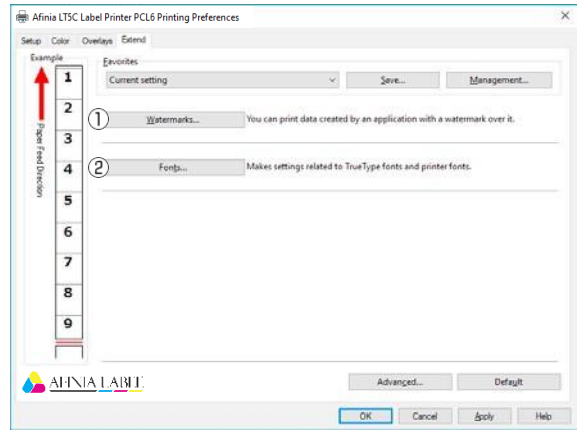 Afinia LT5C Label Printer PCL6 Printing Preferences
Setup Color Overlays Extend
Example
Paper Feed Direction
1
2
3
4
5
6
7
8
9
Favorites
Current setting Save... Management...
① Watermarks... You can print data created by an application with a watermark over it.
② Fonts... Makes settings related to TrueType fonts and printer fonts.
AFINIA LABEL
Advanced... Default
OK Cancel Apply Help